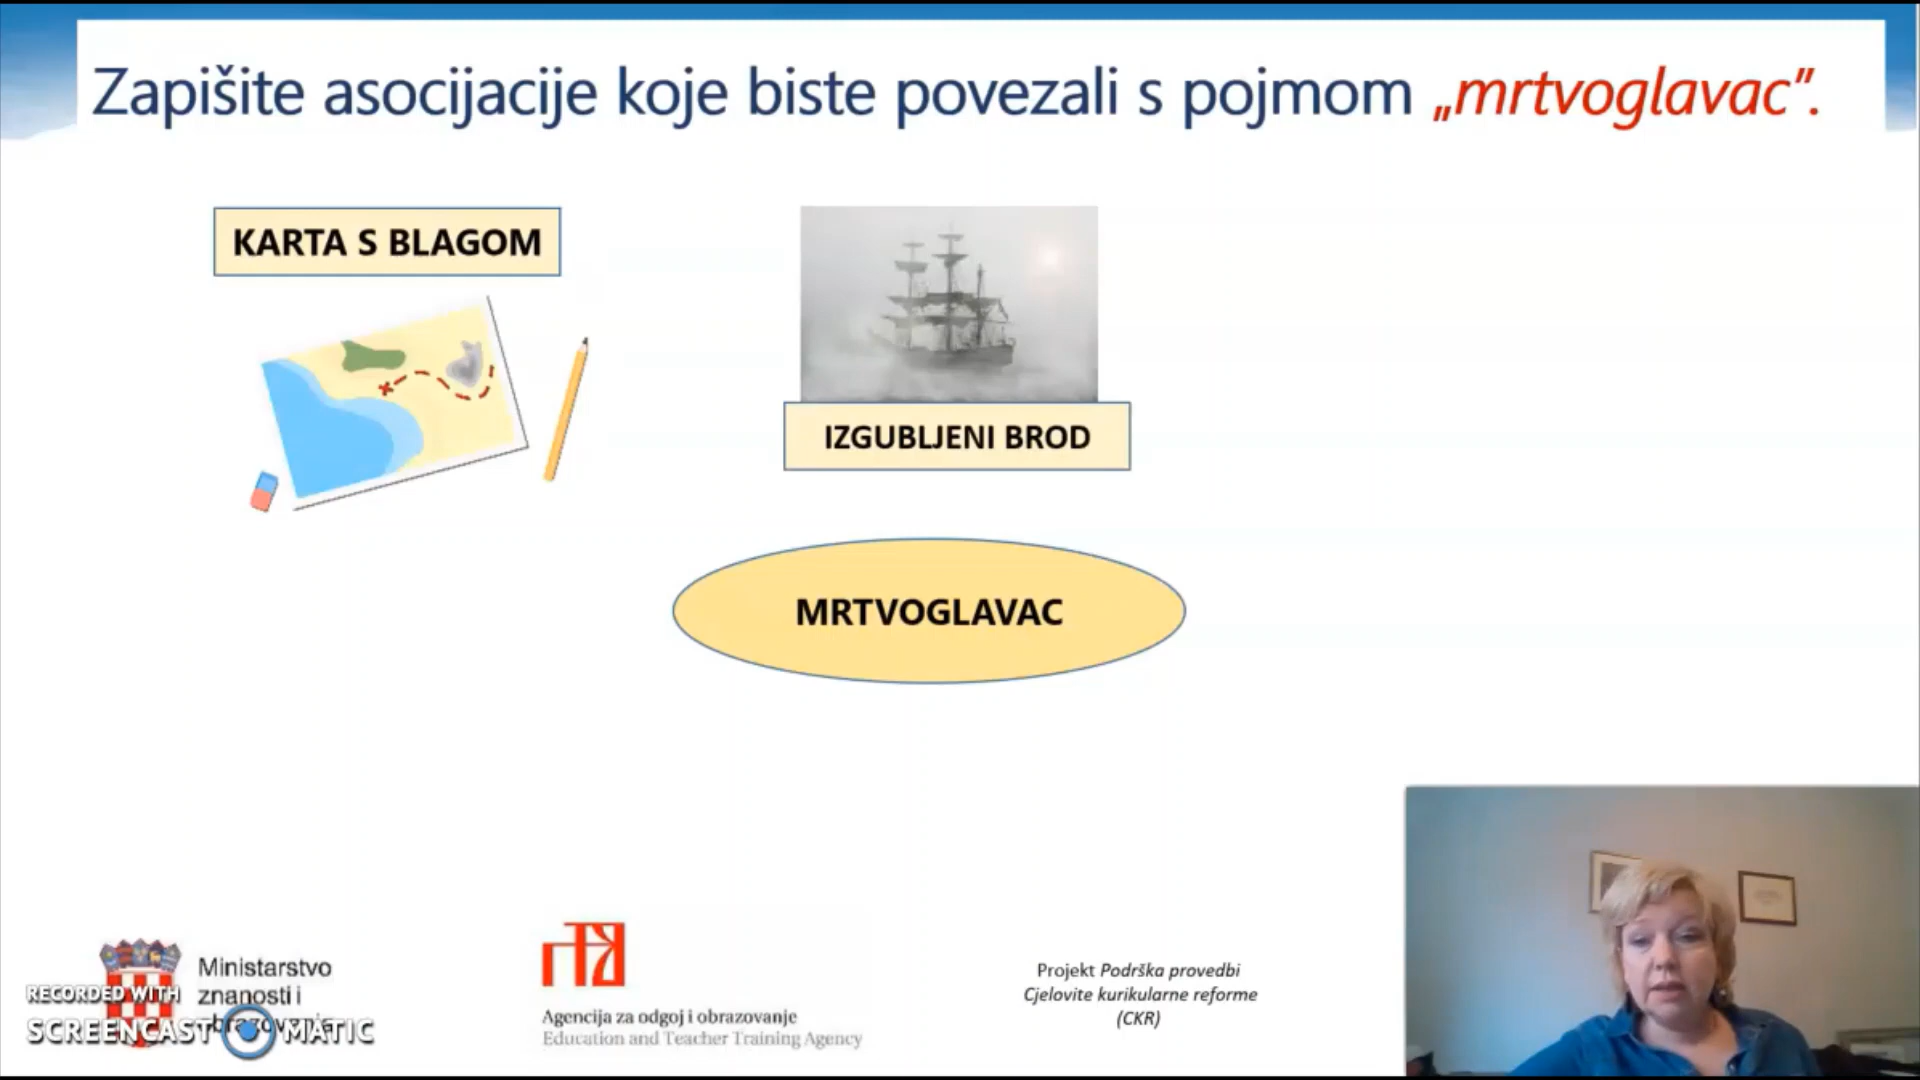 Zapišite asocijacije koje biste povezali s pojmom „mrtvoglavac”.
KARTA S BLAGOM
IZGUBLJENI BROD
MRTVOGLAVAC
Ministarstvo
znanosti i
obrazovanja
RECORDED WITH
SCREENCAST MATIC
Agencija za odgoj i obrazovanje
Education and Teacher Training Agency
Projekt Podrška provedbi
Cjelovite kurikularne reforme
(CKR)